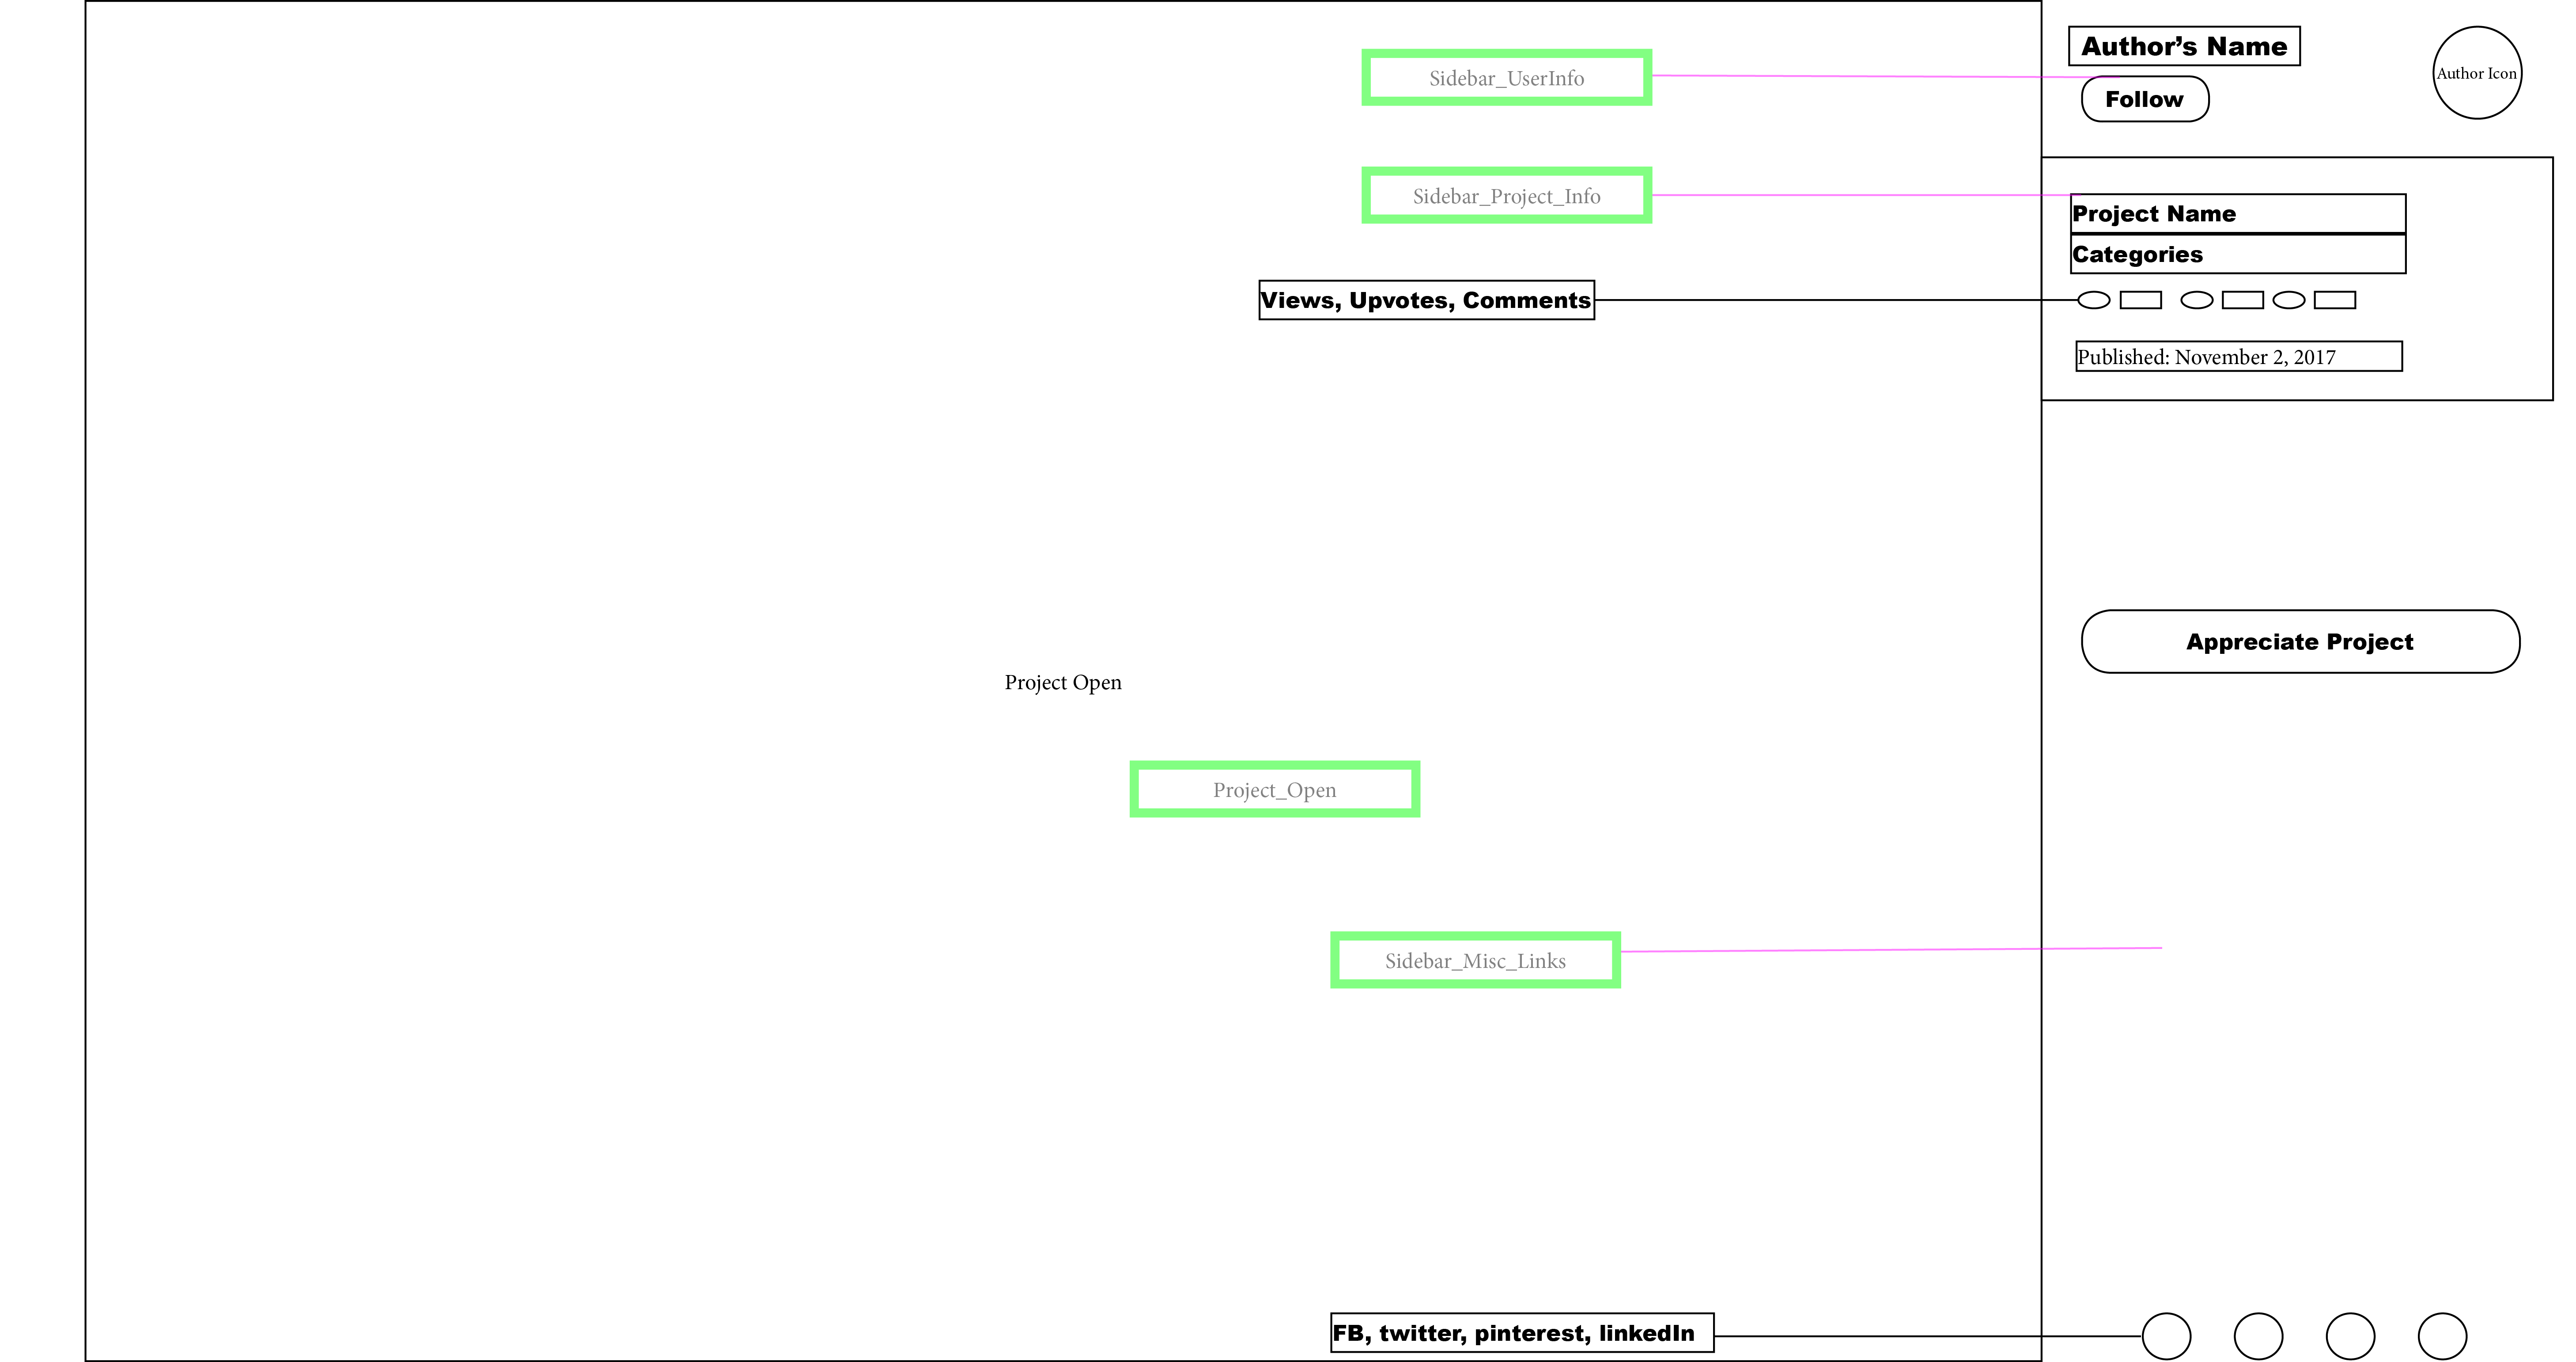 Author’s Name
Author Icon
Sidebar_UserInfo
Follow
Sidebar_Project_Info
Project Name
Categories
Views, Upvotes, Comments
Published: November 2, 2017
Appreciate Project
Project Open
Project_Open
Sidebar_Misc_Links
FB, twitter, pinterest, linkedIn